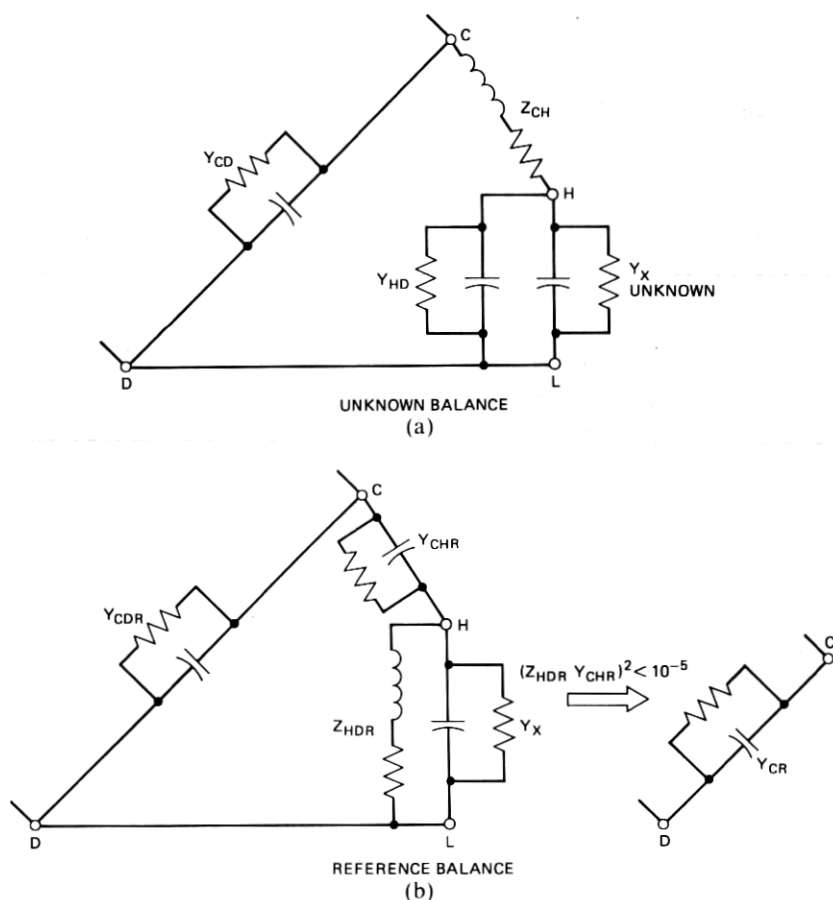 C
Z_CH
Y_CD
H
Y_HD
Y_X
UNKNOWN
D
L
UNKNOWN BALANCE
(a)
C
Y_CHR
Y_CDR
H
(Z_HDR Y_CHR)² < 10⁻⁵
C
Z_HDR
Y_X
Y_CR
D
L
D
REFERENCE BALANCE
(b)